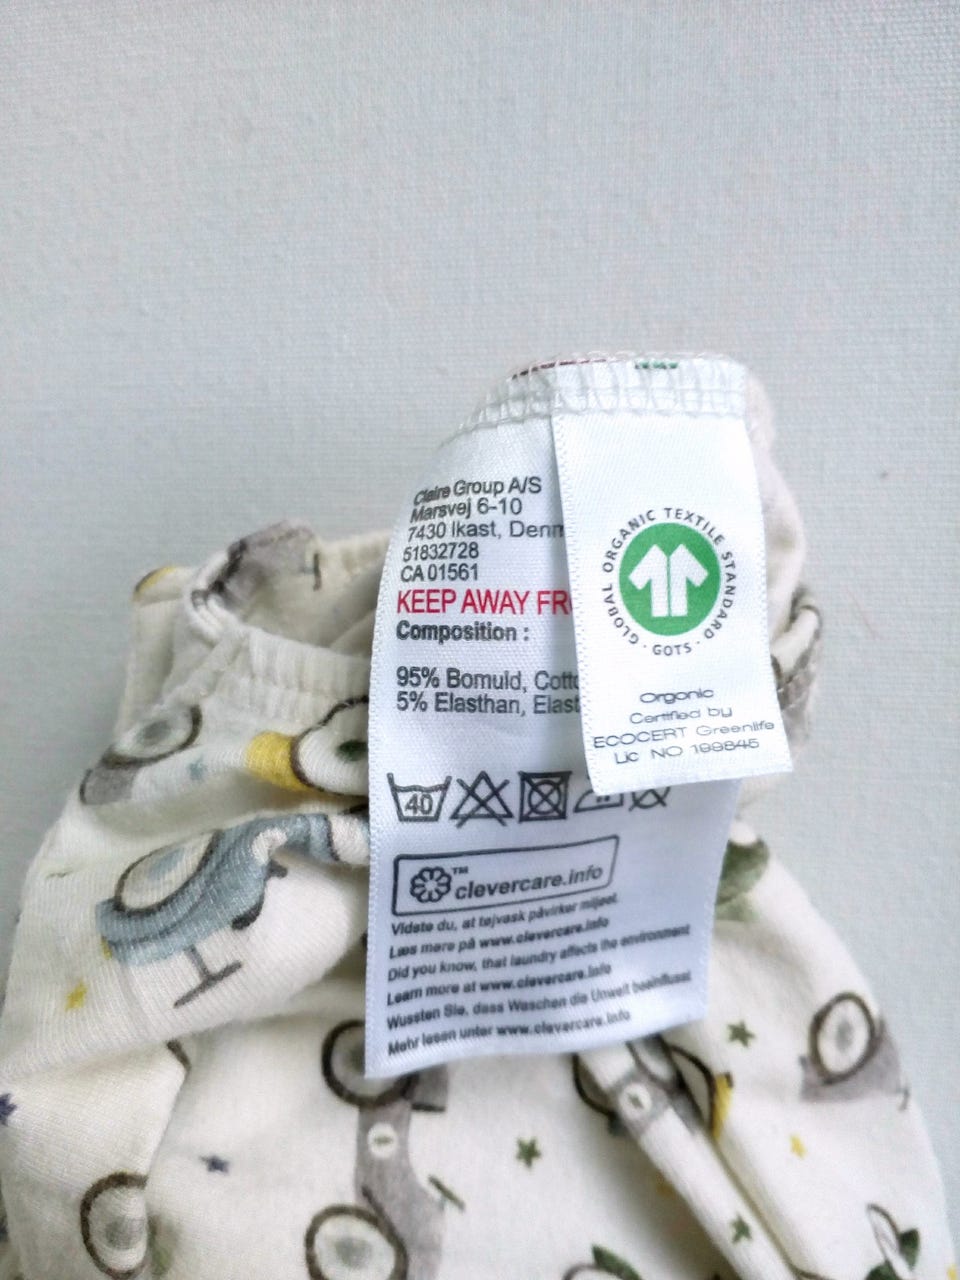 Claire Group A/S
Marsvej 6-10
7430 Ikast, Denm
51832728
CA 01561
KEEP AWAY FR
Composition :
95% Bomuld, Cotto
5% Elasthan, Elast
40
™
clevercare.info
Vidste du, at tøjvask påvirker miljøet
Læs mere på www.clevercare.info
Did you know, that laundry affects the environment
Learn more at www.clevercare.info
Wussten Sie, dass Waschen die Umwelt beeinflusst
Mehr lesen unter www.clevercare.info
GLOBAL ORGANIC TEXTILE STANDARD
· GOTS ·
Organic
Certified by
ECOCERT Greenlife
Lic NO 199845